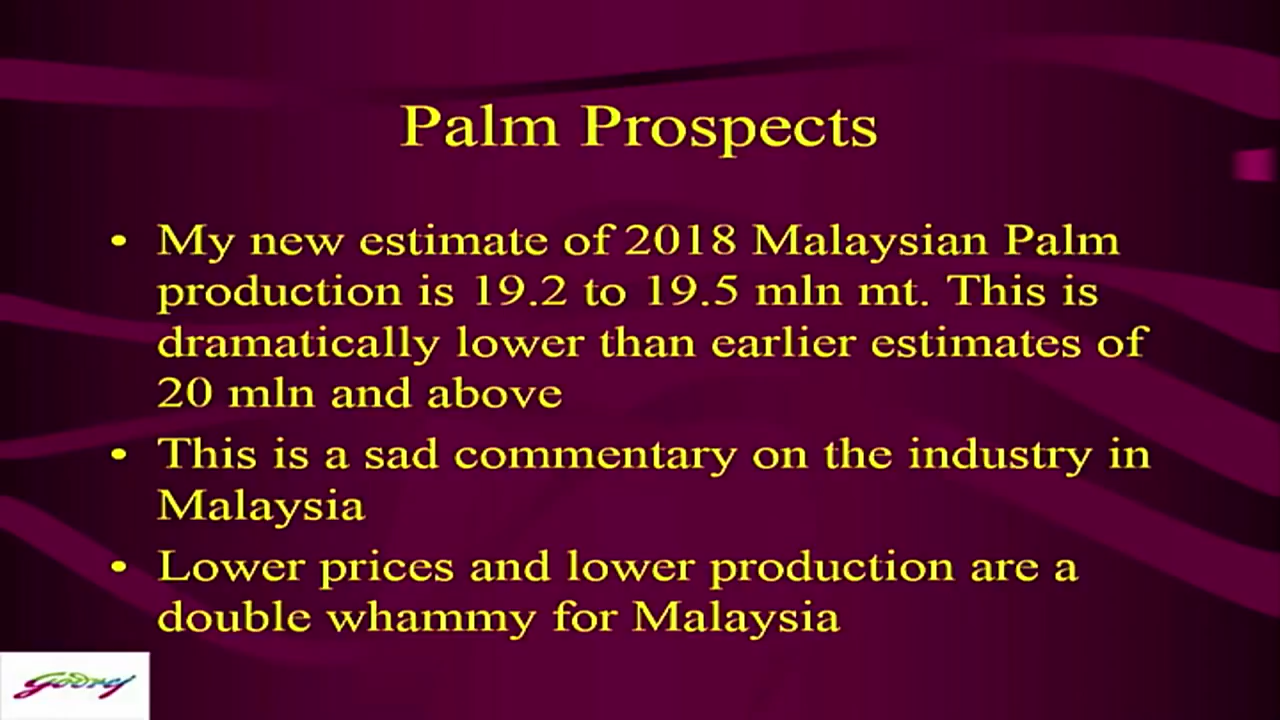 Palm Prospects
• My new estimate of 2018 Malaysian Palm
production is 19.2 to 19.5 mln mt. This is
dramatically lower than earlier estimates of
20 mln and above
• This is a sad commentary on the industry in
Malaysia
• Lower prices and lower production are a
double whammy for Malaysia
Godrej